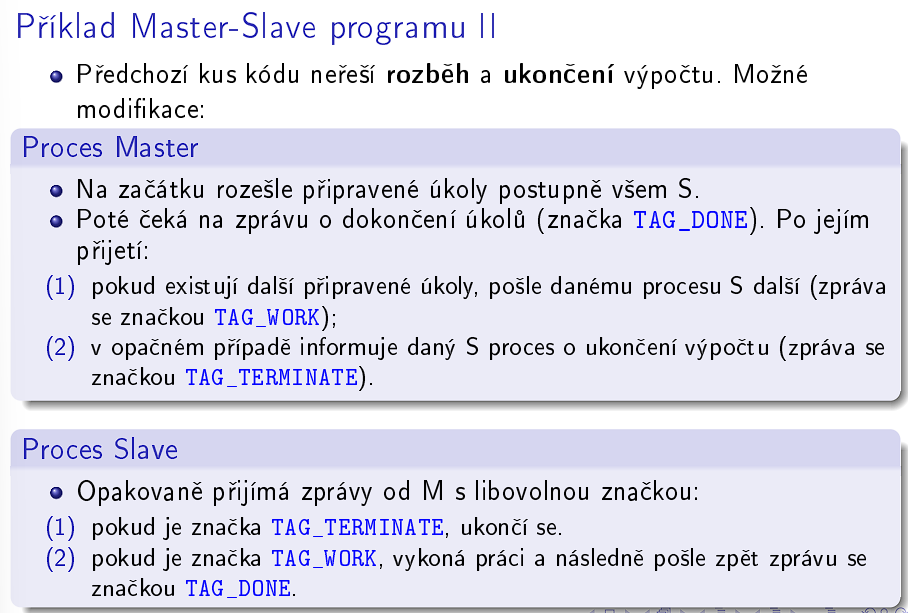 Příklad Master-Slave programu II
Předchozí kus kódu neřeší rozběh a ukončení výpočtu. Možné
modifikace:
Proces Master
Na začátku rozešle připravené úkoly postupně všem S.
Poté čeká na zprávu o dokončení úkolů (značka TAG_DONE). Po jejím
přijetí:
(1) pokud existují další připravené úkoly, pošle danému procesu S další (zpráva
se značkou TAG_WORK);
(2) v opačném případě informuje daný S proces o ukončení výpočtu (zpráva se
značkou TAG_TERMINATE).
Proces Slave
Opakovaně přijímá zprávy od M s libovolnou značkou:
(1) pokud je značka TAG_TERMINATE, ukončí se.
(2) pokud je značka TAG_WORK, vykoná práci a následně pošle zpět zprávu se
značkou TAG_DONE.